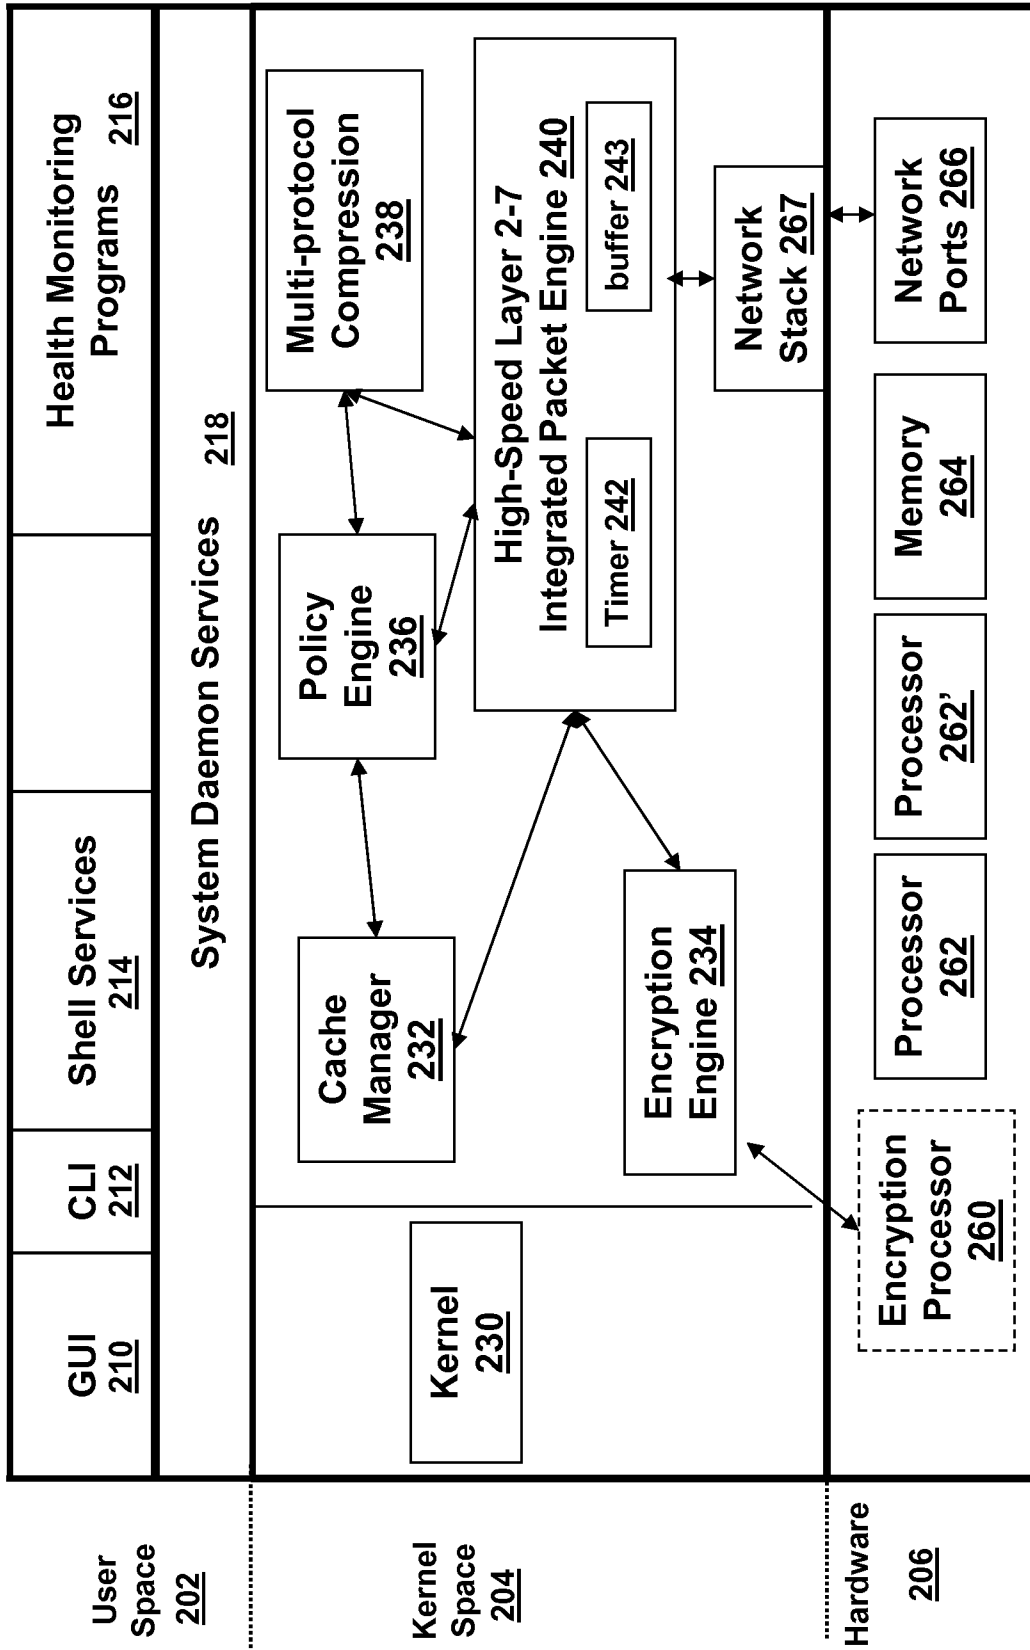 User
Space
202
GUI
210
CLI
212
Shell Services
214
Health Monitoring
Programs
216
System Daemon Services
218
Kernel
Space
204
Kernel
230
Cache
Manager
232
Policy
Engine
236
Multi-protocol
Compression
238
High-Speed Layer 2-7
Integrated Packet Engine 240
Timer 242
buffer 243
Encryption
Engine 234
Network
Stack 267
Hardware
206
Encryption
Processor
260
Processor
262
Processor
262’
Memory
264
Network
Ports 266